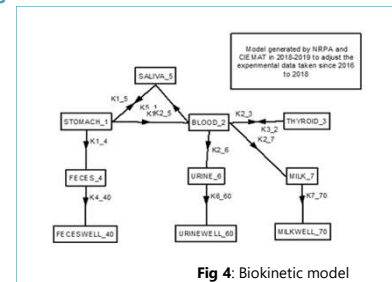 Model generated by NRPA and
CIEMAT in 2018-2019 to adjust the
experimental data taken since 2016
to 2018
SALIVA_5
K1_5
K2_5
STOMACH_1
BLOOD_2
K2_3
THYROID_3
K3_2
K2_7
K1_4
K2_6
FECES_4
URINE_6
MILK_7
K4_40
K6_60
K7_70
FECESWELL_40
URINEWELL_60
MILKWELL_70
Fig 4: Biokinetic model